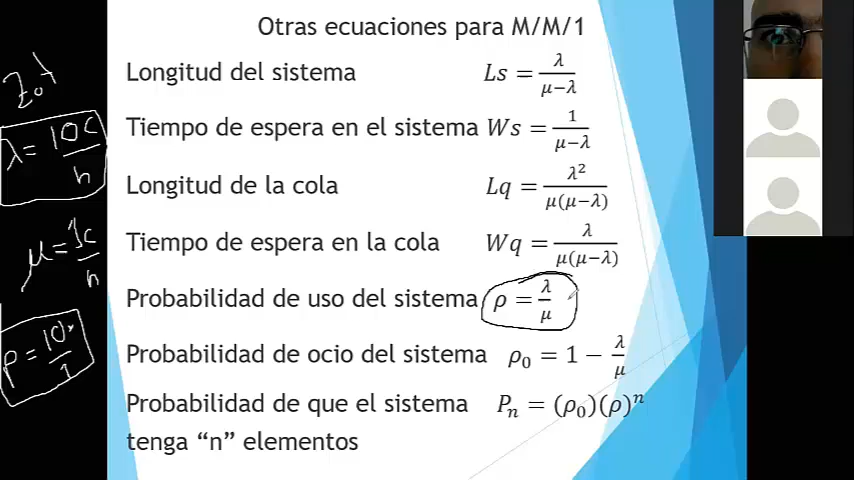 Otras ecuaciones para M/M/1
Longitud del sistema Ls = λ/(μ−λ)
Tiempo de espera en el sistema Ws = 1/(μ−λ)
Longitud de la cola Lq = λ²/(μ(μ−λ))
Tiempo de espera en la cola Wq = λ/(μ(μ−λ))
Probabilidad de uso del sistema ρ = λ/μ
Probabilidad de ocio del sistema ρ₀ = 1 − λ/μ
Probabilidad de que el sistema Pₙ = (ρ₀)(ρ)ⁿ
tenga “n” elementos
λ = 10c/h
μ = 1c/h
ρ = 10/1